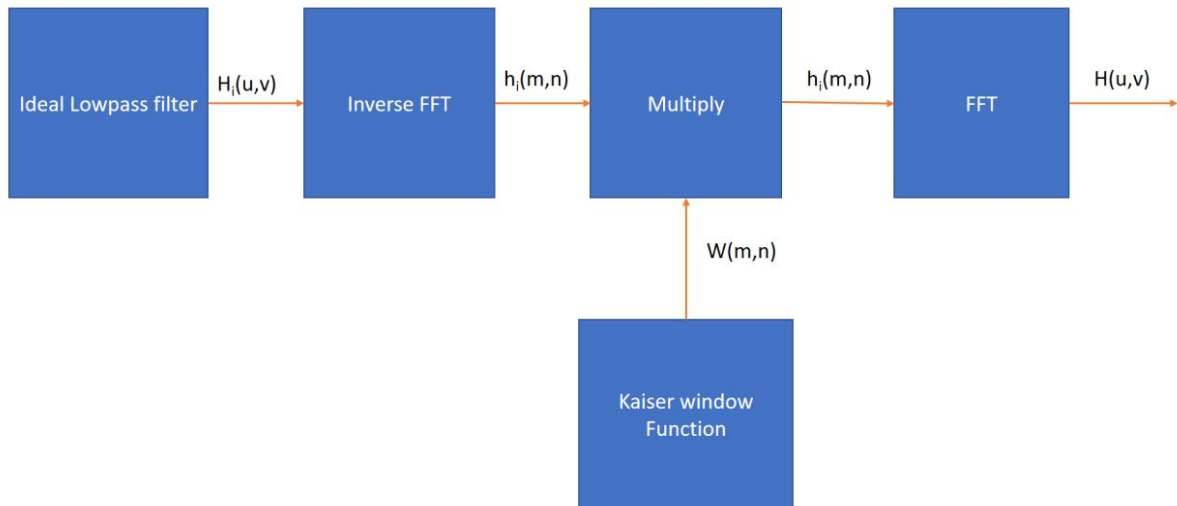 Ideal Lowpass filter
Hi(u,v)
Inverse FFT
hi(m,n)
Multiply
hi(m,n)
FFT
H(u,v)
W(m,n)
Kaiser window
Function